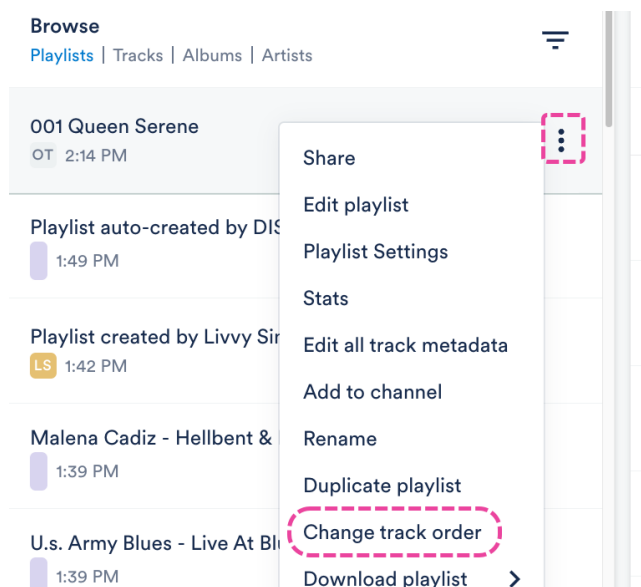 Browse
Playlists | Tracks | Albums | Artists
001 Queen Serene
OT 2:14 PM
Share
Edit playlist
Playlist auto-created by DIS
Playlist Settings
1:49 PM
Stats
Playlist created by Livvy Sir
Edit all track metadata
LS 1:42 PM
Add to channel
Malena Cadiz - Hellbent &
Rename
1:39 PM
Duplicate playlist
Change track order
U.s. Army Blues - Live At Blu
1:39 PM
Download playlist